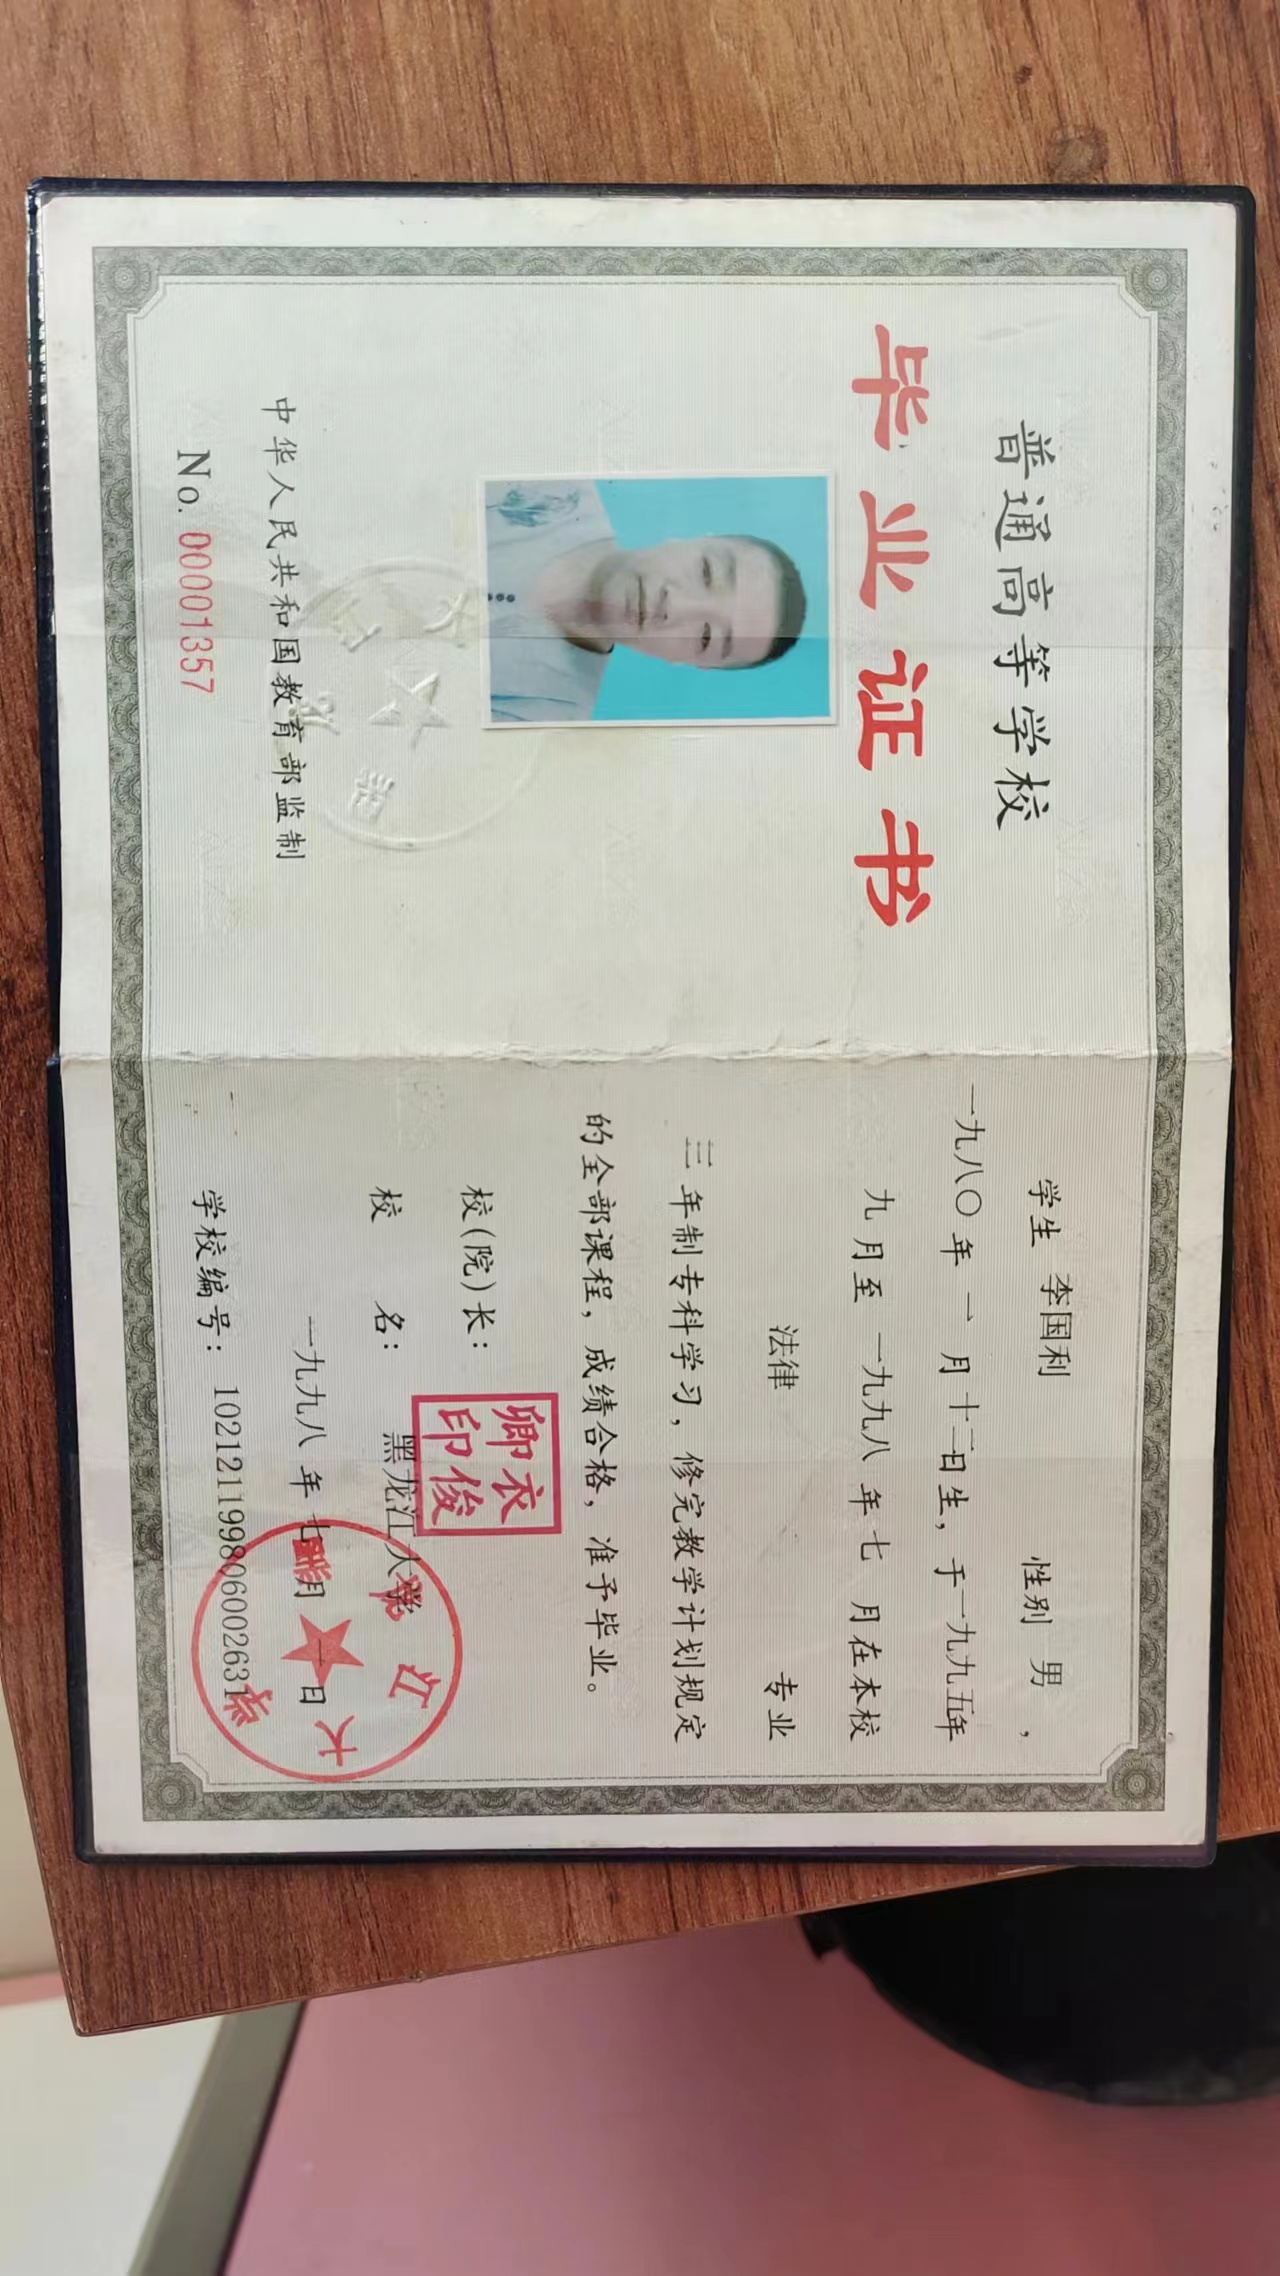 普通高等学校
毕业证书
中华人民共和国教育部监制
No. 00001357
学生 李国利 性别 男，
一九八〇年 一 月 十二日生，于一九九五年
九月至 一九九八 年 七 月在本校
法律 专业
三年制专科学习，修完教学计划规定
的全部课程，成绩合格，准予毕业。
校(院)长：
衣俊卿印
校 名： 黑龙江大学
一九九八 年 七 月 一 日
黑龙江大学
学校编号： 102121199806002631